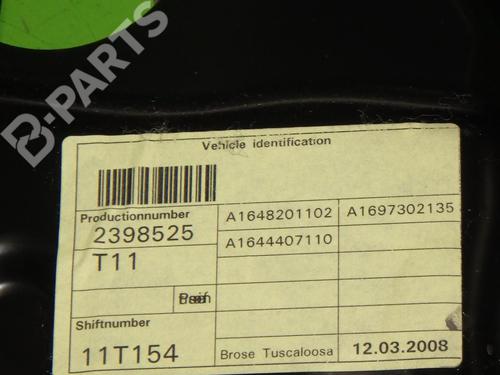 B-PARTS
Vehicle identification
Productionnumber
2398525
T11
Shiftnumber
11T154
A1648201102 A1697302135
A1644407110
Brose Tuscaloosa 12.03.2008